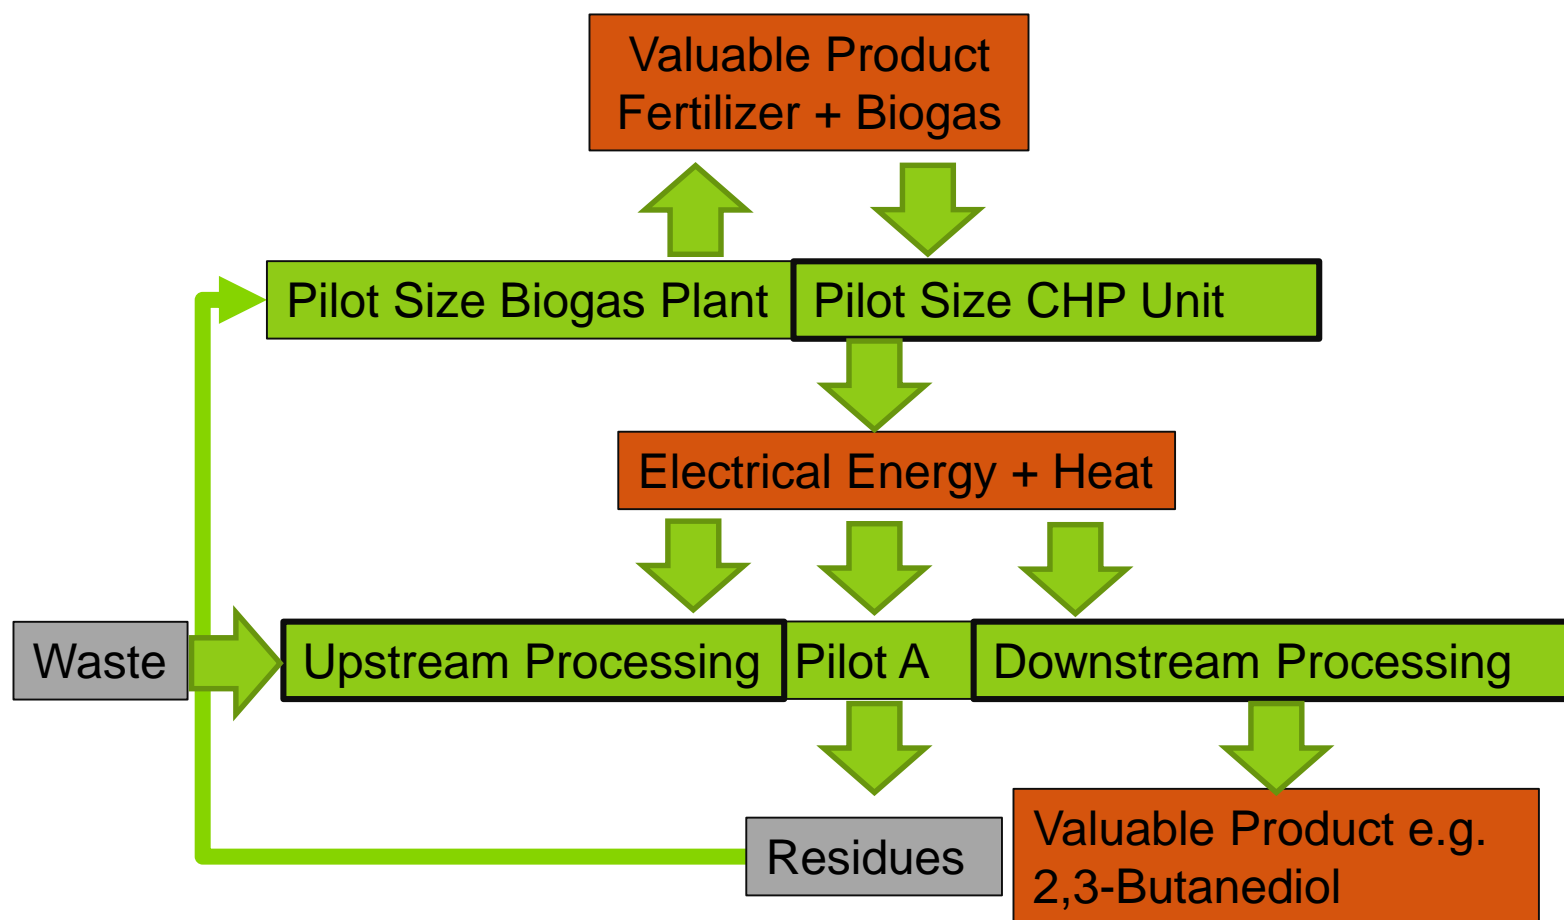 Valuable Product
Fertilizer + Biogas
Pilot Size Biogas Plant
Pilot Size CHP Unit
Electrical Energy + Heat
Waste
Upstream Processing
Pilot A
Downstream Processing
Residues
Valuable Product e.g.
2,3-Butanediol